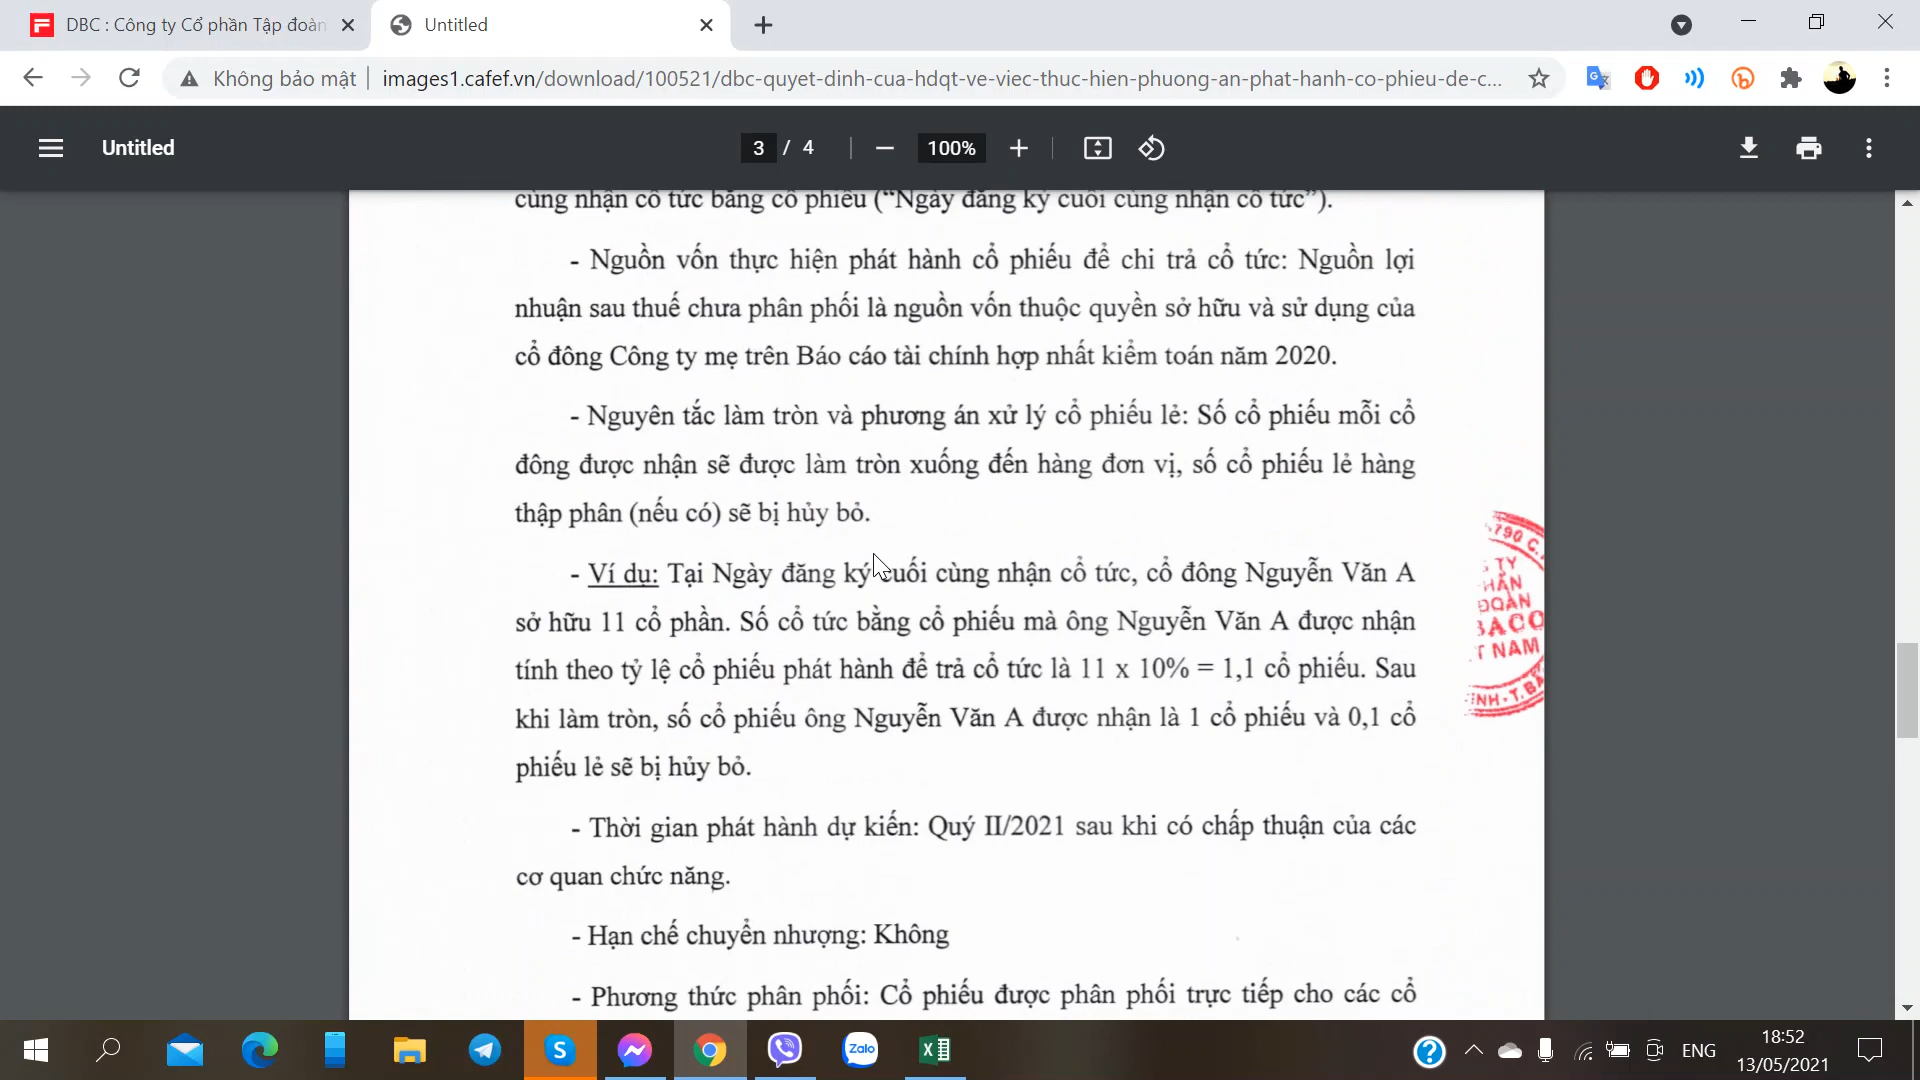 DBC : Công ty Cổ phần Tập đoàn
Untitled
Không bảo mật
images1.cafef.vn/download/100521/dbc-quyet-dinh-cua-hdqt-ve-viec-thuc-hien-phuong-an-phat-hanh-co-phieu-de-c...
Untitled
3 / 4
100%
cùng nhận cổ tức bằng cổ phiếu (“Ngày đăng ký cuối cùng nhận cổ tức”).
- Nguồn vốn thực hiện phát hành cổ phiếu để chi trả cổ tức: Nguồn lợi
nhuận sau thuế chưa phân phối là nguồn vốn thuộc quyền sở hữu và sử dụng của
cổ đông Công ty mẹ trên Báo cáo tài chính hợp nhất kiểm toán năm 2020.
- Nguyên tắc làm tròn và phương án xử lý cổ phiếu lẻ: Số cổ phiếu mỗi cổ
đông được nhận sẽ được làm tròn xuống đến hàng đơn vị, số cổ phiếu lẻ hàng
thập phân (nếu có) sẽ bị hủy bỏ.
- Ví dụ: Tại Ngày đăng ký cuối cùng nhận cổ tức, cổ đông Nguyễn Văn A
sở hữu 11 cổ phần. Số cổ tức bằng cổ phiếu mà ông Nguyễn Văn A được nhận
tính theo tỷ lệ cổ phiếu phát hành để trả cổ tức là 11 x 10% = 1,1 cổ phiếu. Sau
khi làm tròn, số cổ phiếu ông Nguyễn Văn A được nhận là 1 cổ phiếu và 0,1 cổ
phiếu lẻ sẽ bị hủy bỏ.
- Thời gian phát hành dự kiến: Quý II/2021 sau khi có chấp thuận của các
cơ quan chức năng.
- Hạn chế chuyển nhượng: Không
- Phương thức phân phối: Cổ phiếu được phân phối trực tiếp cho các cổ
790 C.
TY
HẦN
ĐOÀN
BACO
T NAM
INH - T.BẮ
Zalo
ENG
18:52
13/05/2021